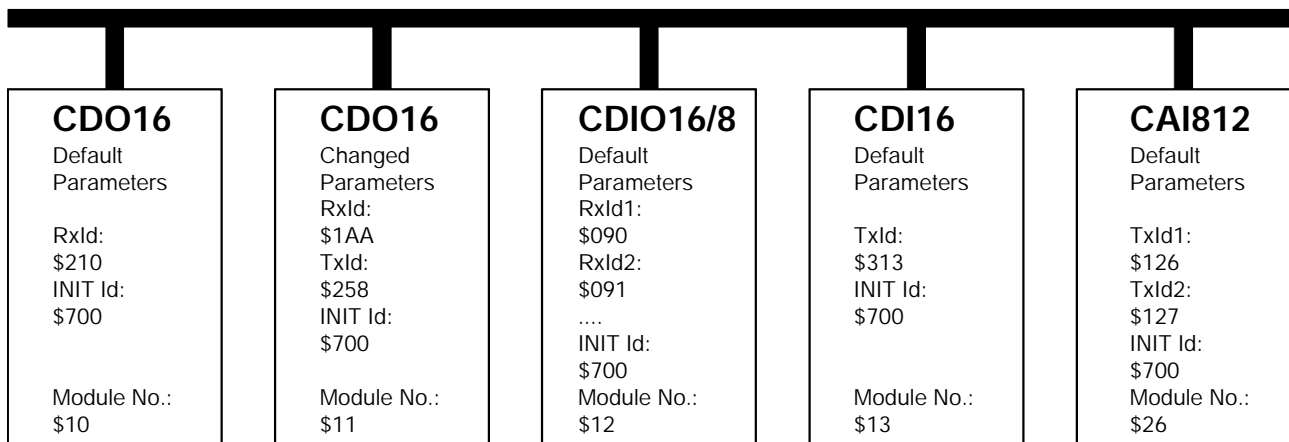 CDO16
Default
Parameters
RxId:
$210
INIT Id:
$700
Module No.:
$10
CDO16
Changed
Parameters
RxId:
$1AA
TxId:
$258
INIT Id:
$700
Module No.:
$11
CDIO16/8
Default
Parameters
RxId1:
$090
RxId2:
$091
....
INIT Id:
$700
Module No.:
$12
CDI16
Default
Parameters
TxId:
$313
INIT Id:
$700
Module No.:
$13
CAI812
Default
Parameters
TxId1:
$126
TxId2:
$127
INIT Id:
$700
Module No.:
$26